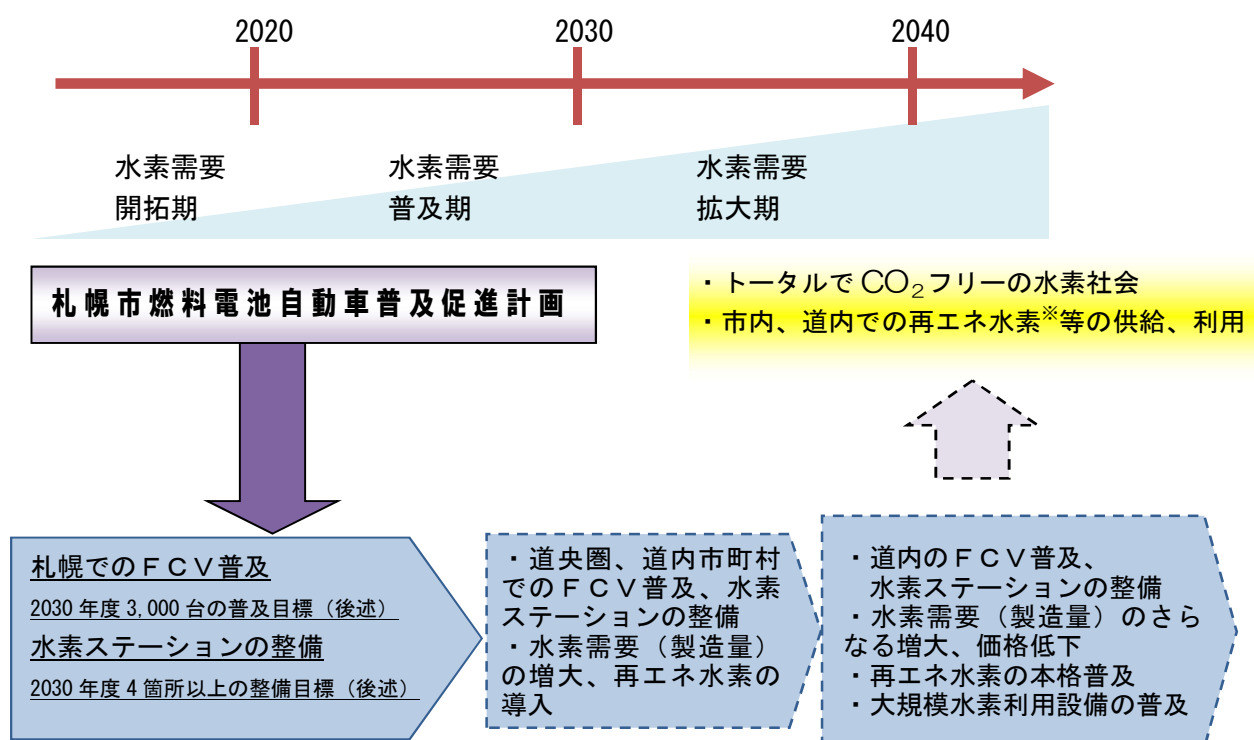 2020
2030
2040
水素需要
開拓期
水素需要
普及期
水素需要
拡大期
札幌市燃料電池自動車普及促進計画
・トータルでCO₂フリーの水素社会
・市内、道内での再エネ水素※等の供給、利用
札幌でのＦＣＶ普及
2030年度3,000台の普及目標（後述）
水素ステーションの整備
2030年度4箇所以上の整備目標（後述）
・道央圏、道内市町村
でのＦＣＶ普及、水素
ステーションの整備
・水素需要（製造量）
の増大、再エネ水素の
導入
・道内のＦＣＶ普及、
水素ステーションの整備
・水素需要（製造量）のさら
なる増大、価格低下
・再エネ水素の本格普及
・大規模水素利用設備の普及